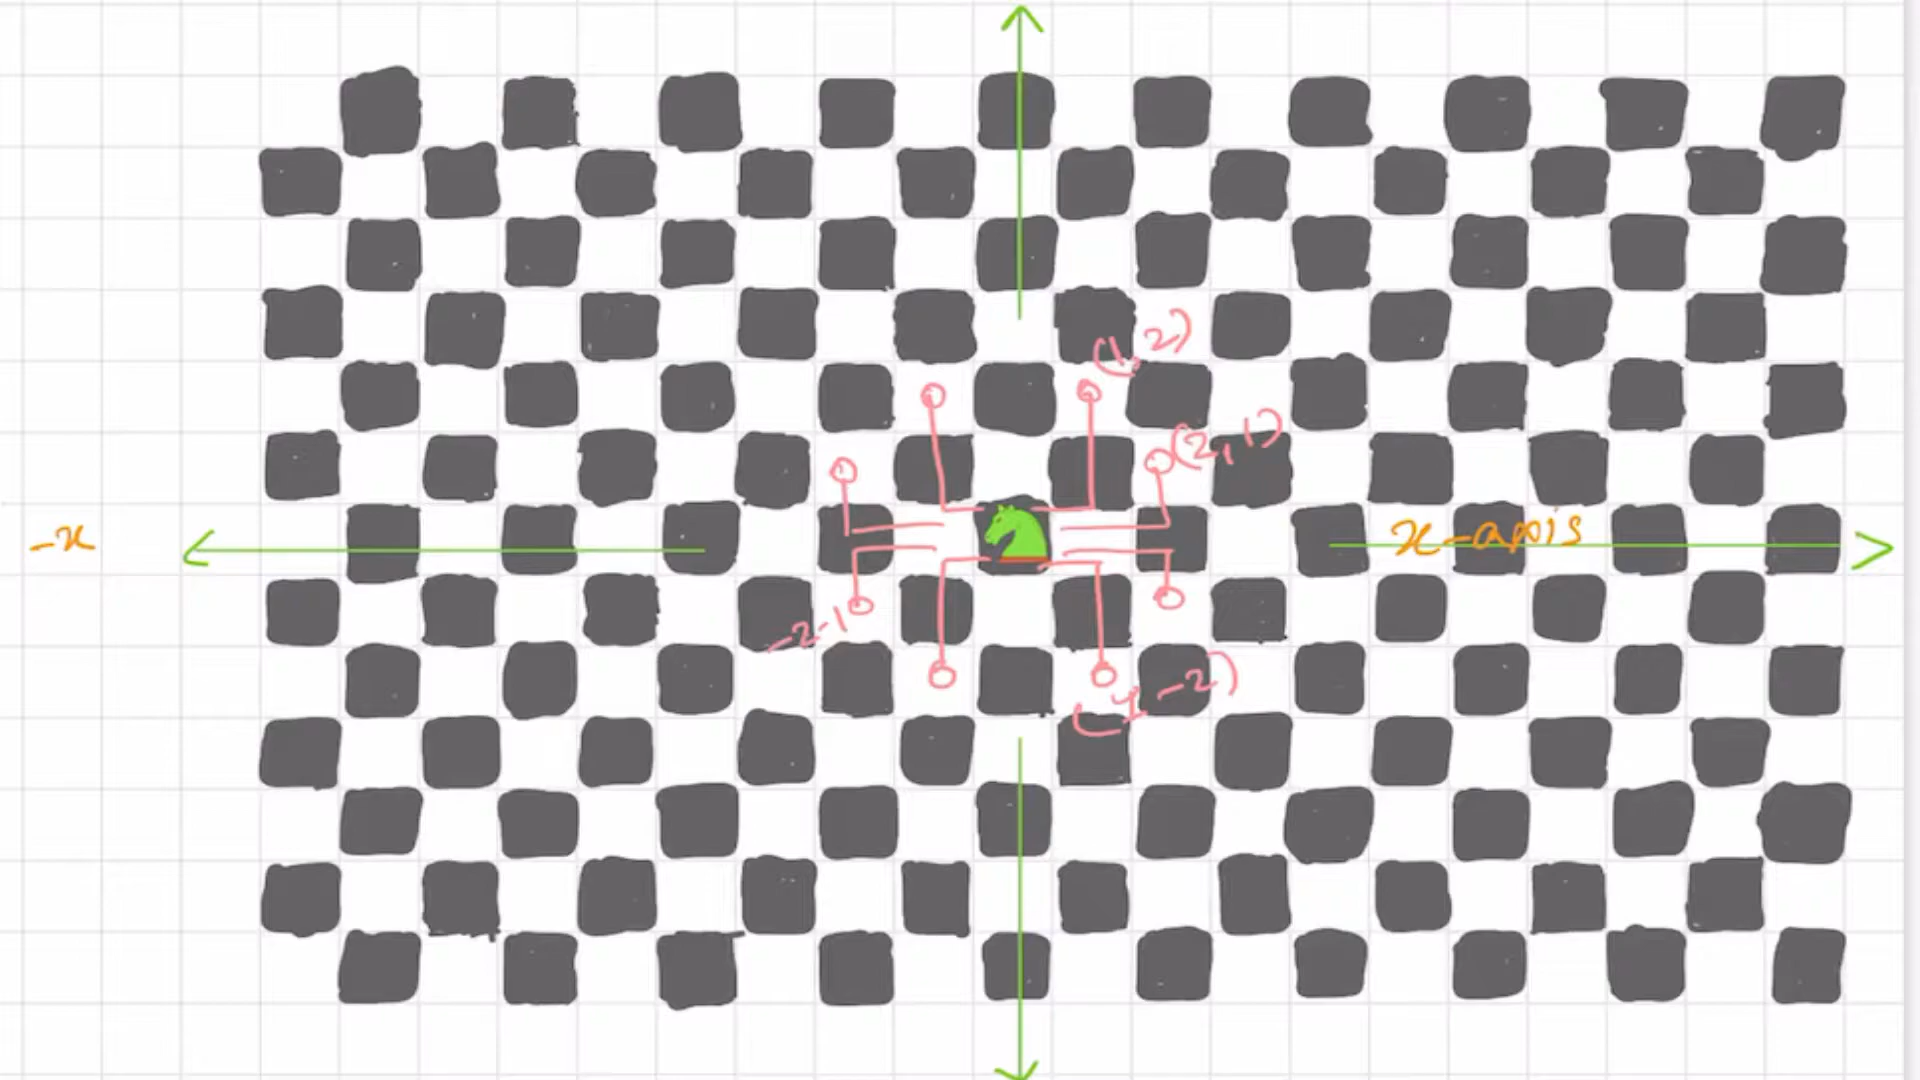 (1, 2)
(2, 1)
-x
x-axis
-2-1
(1, -2)